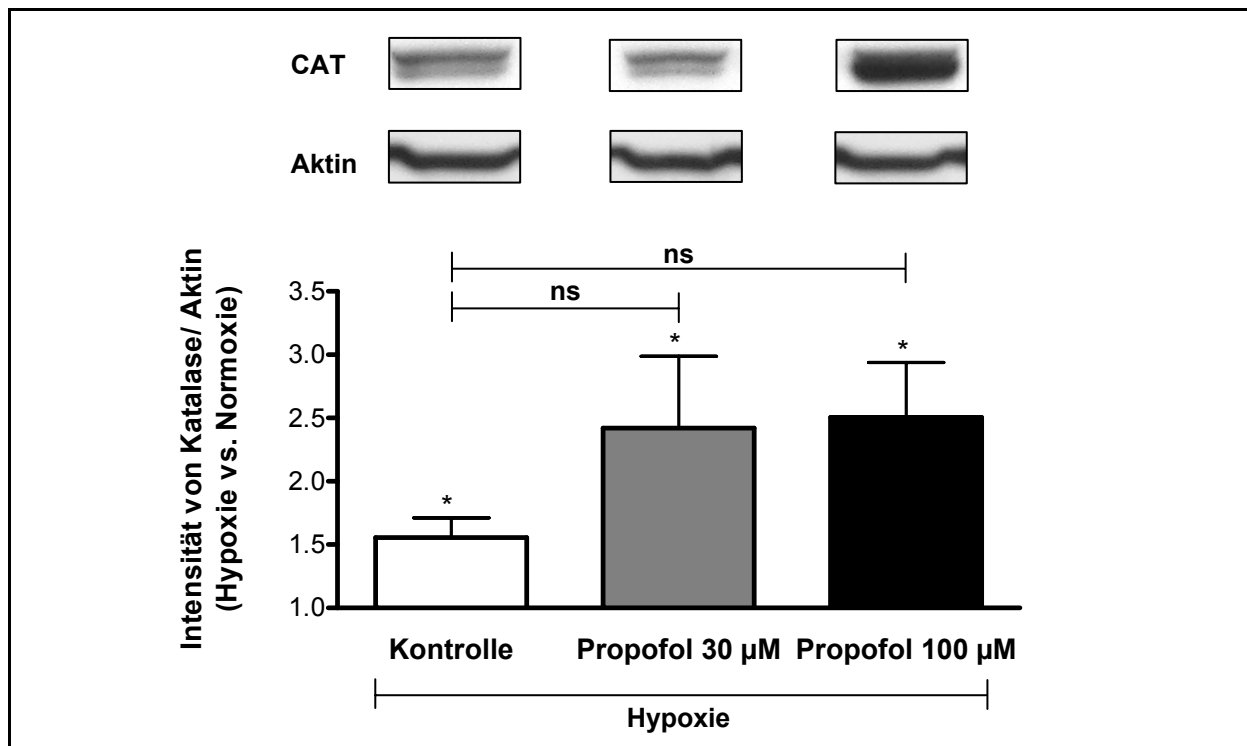 CAT
Aktin
ns
ns
Intensität von Katalase/ Aktin
(Hypoxie vs. Normoxie)
3.5
3.0
2.5
2.0
1.5
1.0
*
*
*
Kontrolle
Propofol 30 µM
Propofol 100 µM
Hypoxie